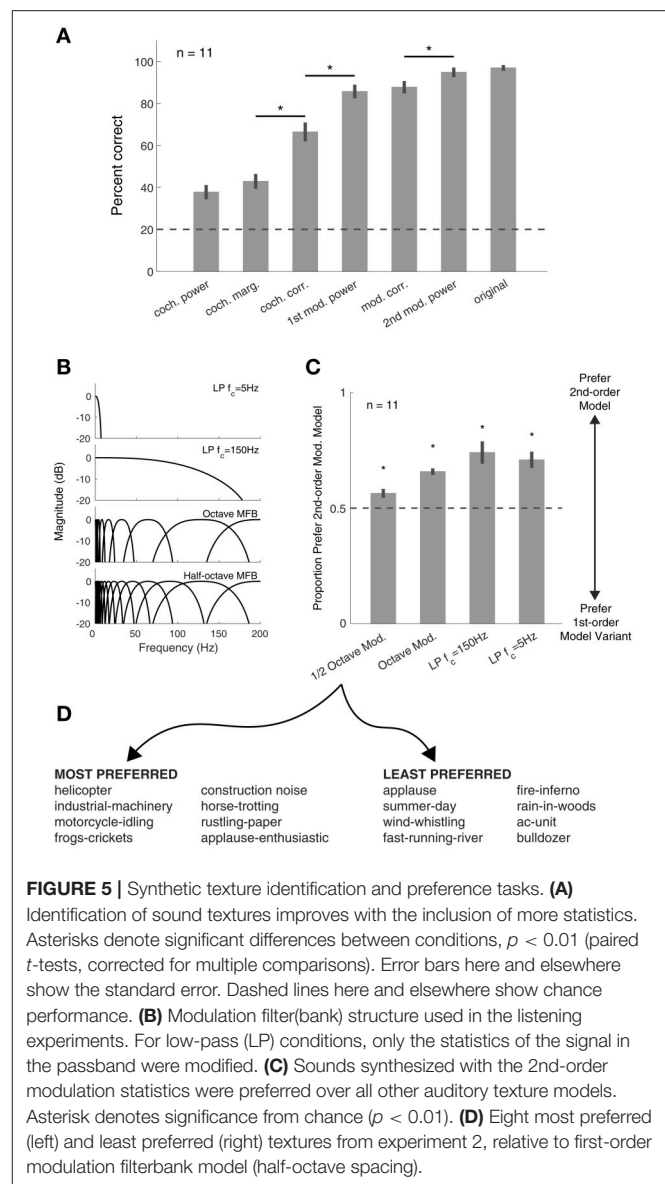 A
n = 11
*
*
*
Percent correct
100
80
60
40
20
0
coch. power
coch. marg.
coch. corr.
1st mod. power
mod. corr.
2nd mod. power
original
B
LP f_c=5Hz
0
-10
-20
LP f_c=150Hz
0
-10
-20
Octave MFB
0
-10
-20
Half-octave MFB
0
-10
-20
Magnitude (dB)
0 50 100 150 200
Frequency (Hz)
C
n = 11
1
0.5
0
*
*
*
*
Proportion Prefer 2nd-order Mod. Model
1/2 Octave Mod.
Octave Mod.
LP f_c=150Hz
LP f_c=5Hz
Prefer
2nd-order
Model
Prefer
1st-order
Model Variant
D
MOST PREFERRED
helicopter construction noise
industrial-machinery horse-trotting
motorcycle-idling rustling-paper
frogs-crickets applause-enthusiastic
LEAST PREFERRED
applause fire-inferno
summer-day rain-in-woods
wind-whistling ac-unit
fast-running-river bulldozer
FIGURE 5 | Synthetic texture identification and preference tasks. (A)
Identification of sound textures improves with the inclusion of more statistics.
Asterisks denote significant differences between conditions, p < 0.01 (paired
t-tests, corrected for multiple comparisons). Error bars here and elsewhere
show the standard error. Dashed lines here and elsewhere show chance
performance. (B) Modulation filter(bank) structure used in the listening
experiments. For low-pass (LP) conditions, only the statistics of the signal in
the passband were modified. (C) Sounds synthesized with the 2nd-order
modulation statistics were preferred over all other auditory texture models.
Asterisk denotes significance from chance (p < 0.01). (D) Eight most preferred
(left) and least preferred (right) textures from experiment 2, relative to first-order
modulation filterbank model (half-octave spacing).